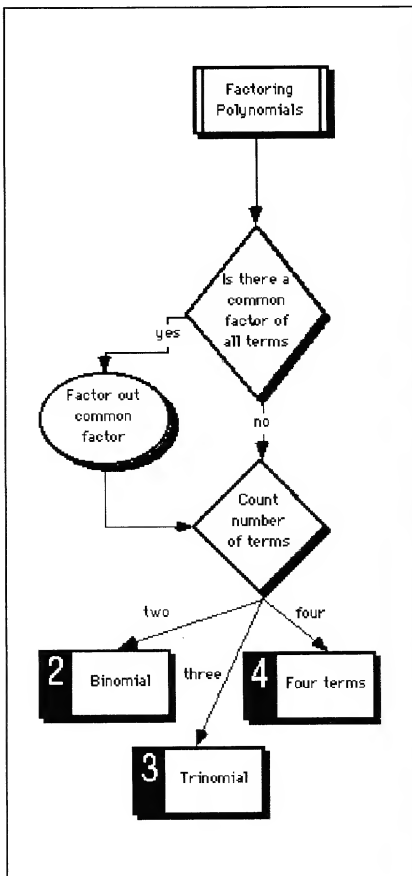 Factoring
Polynomials
Is there a
common
factor of
all terms
yes
Factor out
common
factor
no
Count
number
of terms
two
four
three
2
Binomial
4
Four terms
3
Trinomial